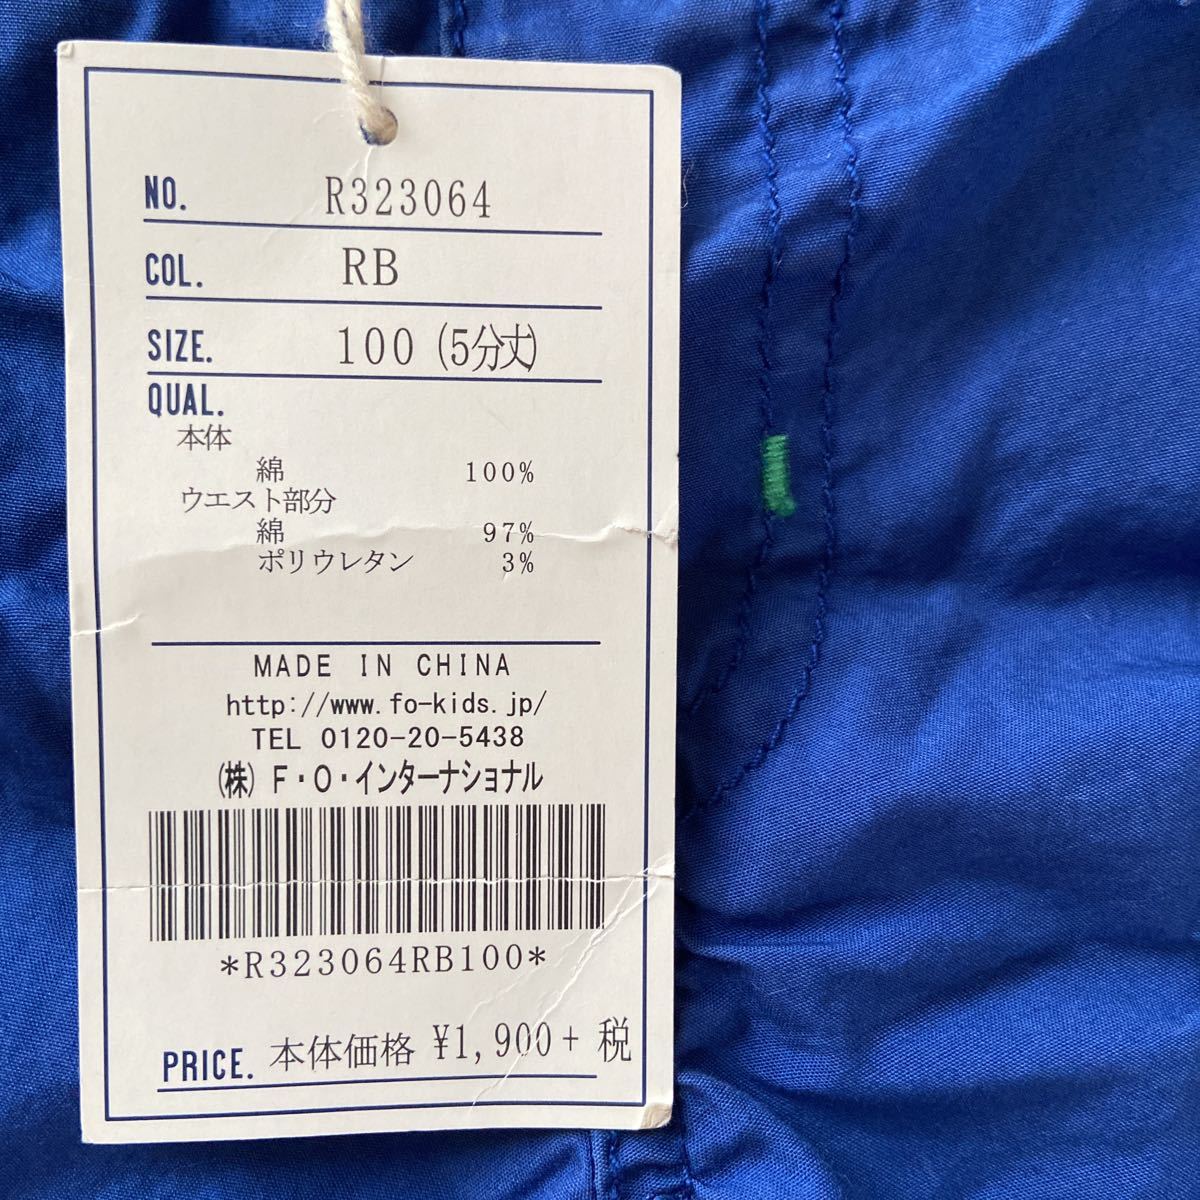 NO. R323064
COL. RB
SIZE. 100 (5分丈)
QUAL.
本体
綿 100%
ウエスト部分
綿 97%
ポリウレタン 3%
MADE IN CHINA
http://www.fo-kids.jp/
TEL 0120-20-5438
(株) F・O・インターナショナル
*R323064RB100*
PRICE. 本体価格 ¥1,900+ 税